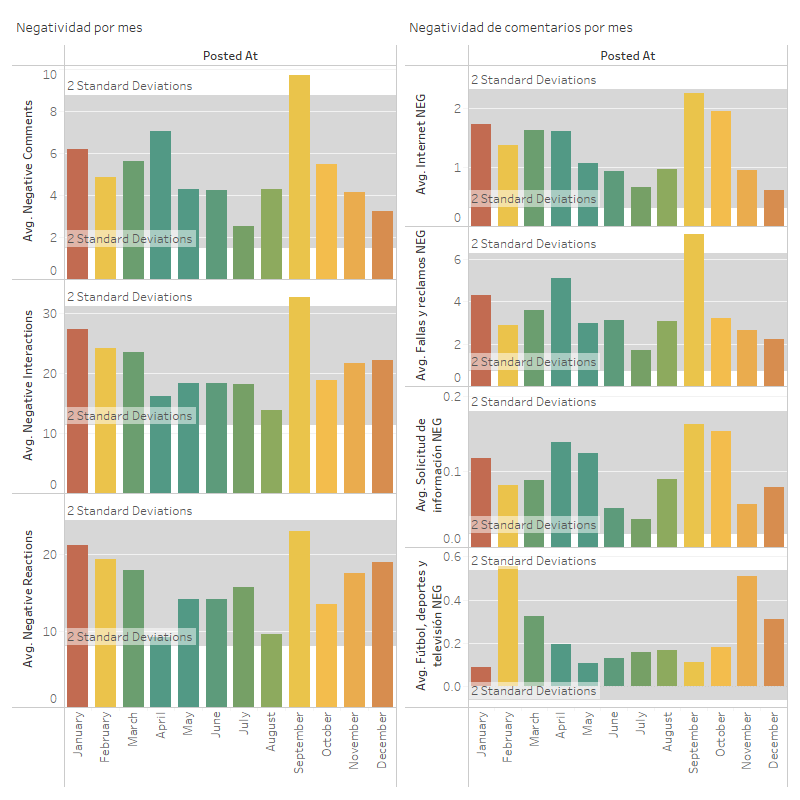 Negatividad por mes
Posted At
Avg. Negative Comments
10
8
6
4
2
0
2 Standard Deviations
2 Standard Deviations
Avg. Negative Interactions
30
20
10
0
2 Standard Deviations
2 Standard Deviations
Avg. Negative Reactions
20
10
0
2 Standard Deviations
2 Standard Deviations
January
February
March
April
May
June
July
August
September
October
November
December
Negatividad de comentarios por mes
Posted At
Avg. Internet NEG
2
1
0
2 Standard Deviations
2 Standard Deviations
Avg. Fallas y reclamos NEG
6
4
2
0
2 Standard Deviations
2 Standard Deviations
Avg. Solicitud de
información NEG
0.2
0.1
0.0
2 Standard Deviations
2 Standard Deviations
Avg. Fútbol, deportes y
televisión NEG
0.6
0.4
0.2
0.0
2 Standard Deviations
2 Standard Deviations
January
February
March
April
May
June
July
August
September
October
November
December